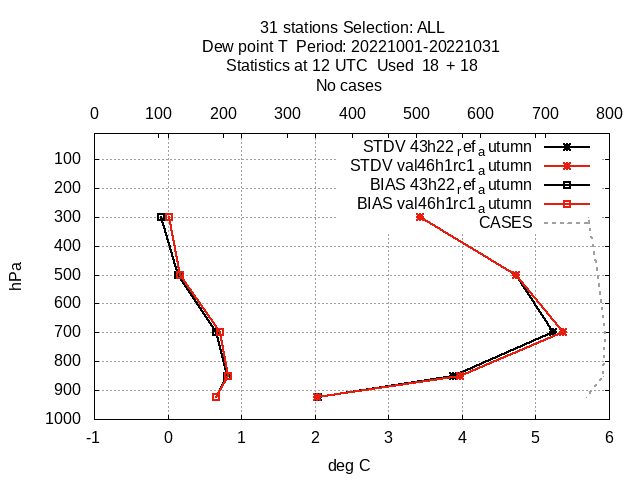 31 stations Selection: ALL
Dew point T  Period: 20221001-20221031
Statistics at 12 UTC  Used  18  + 18
No cases
0 100 200 300 400 500 600 700 800
STDV 43h22_ref_autumn
STDV val46h1rc1_autumn
BIAS 43h22_ref_autumn
BIAS val46h1rc1_autumn
CASES
100
200
300
400
500
600
700
800
900
1000
hPa
-1 0 1 2 3 4 5 6
deg C